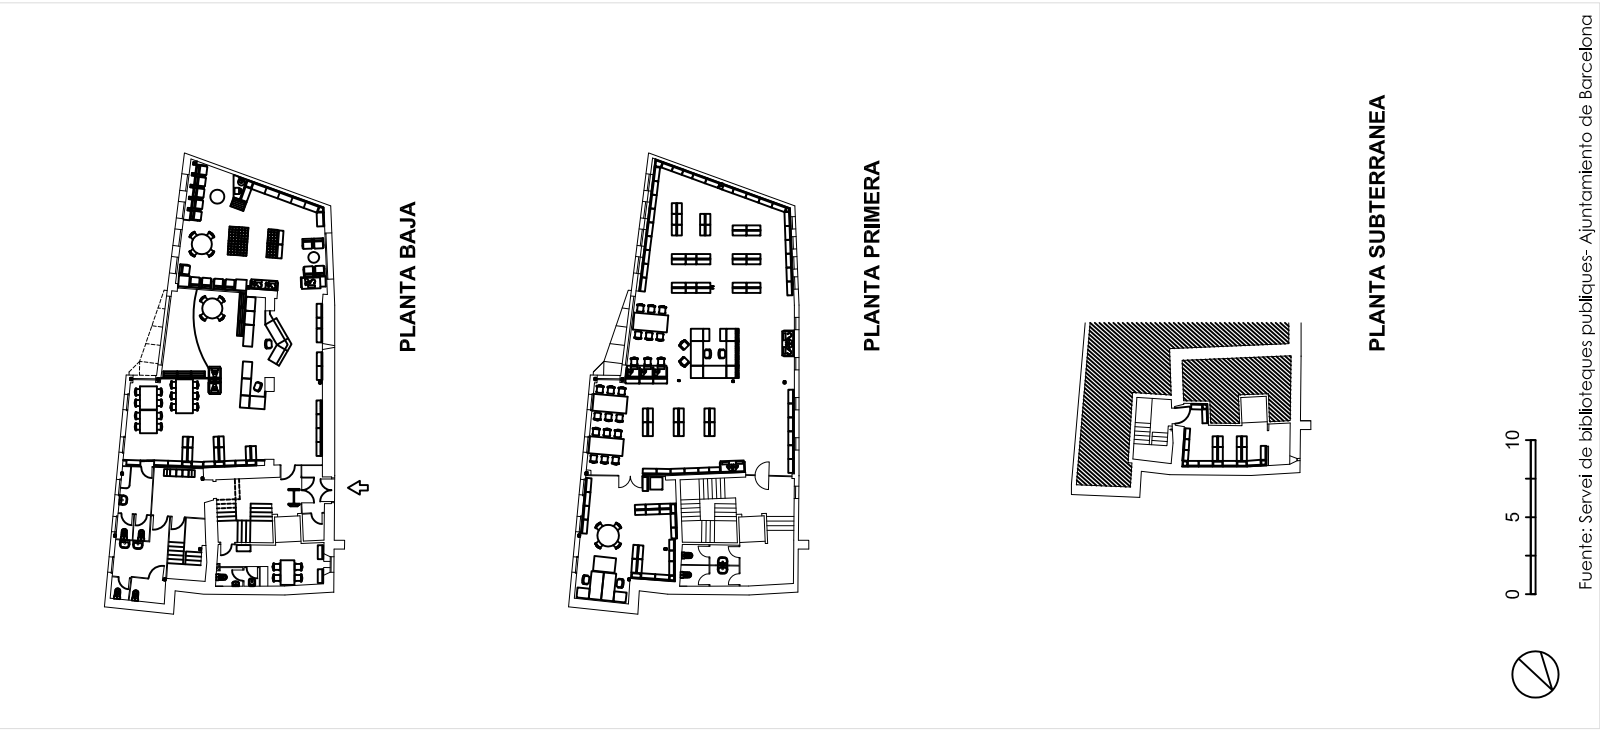 PLANTA BAJA
PLANTA PRIMERA
PLANTA SUBTERRANEA
0 5 10
Fuente: Servei de biblioteques publiques- Ajuntamiento de Barcelona